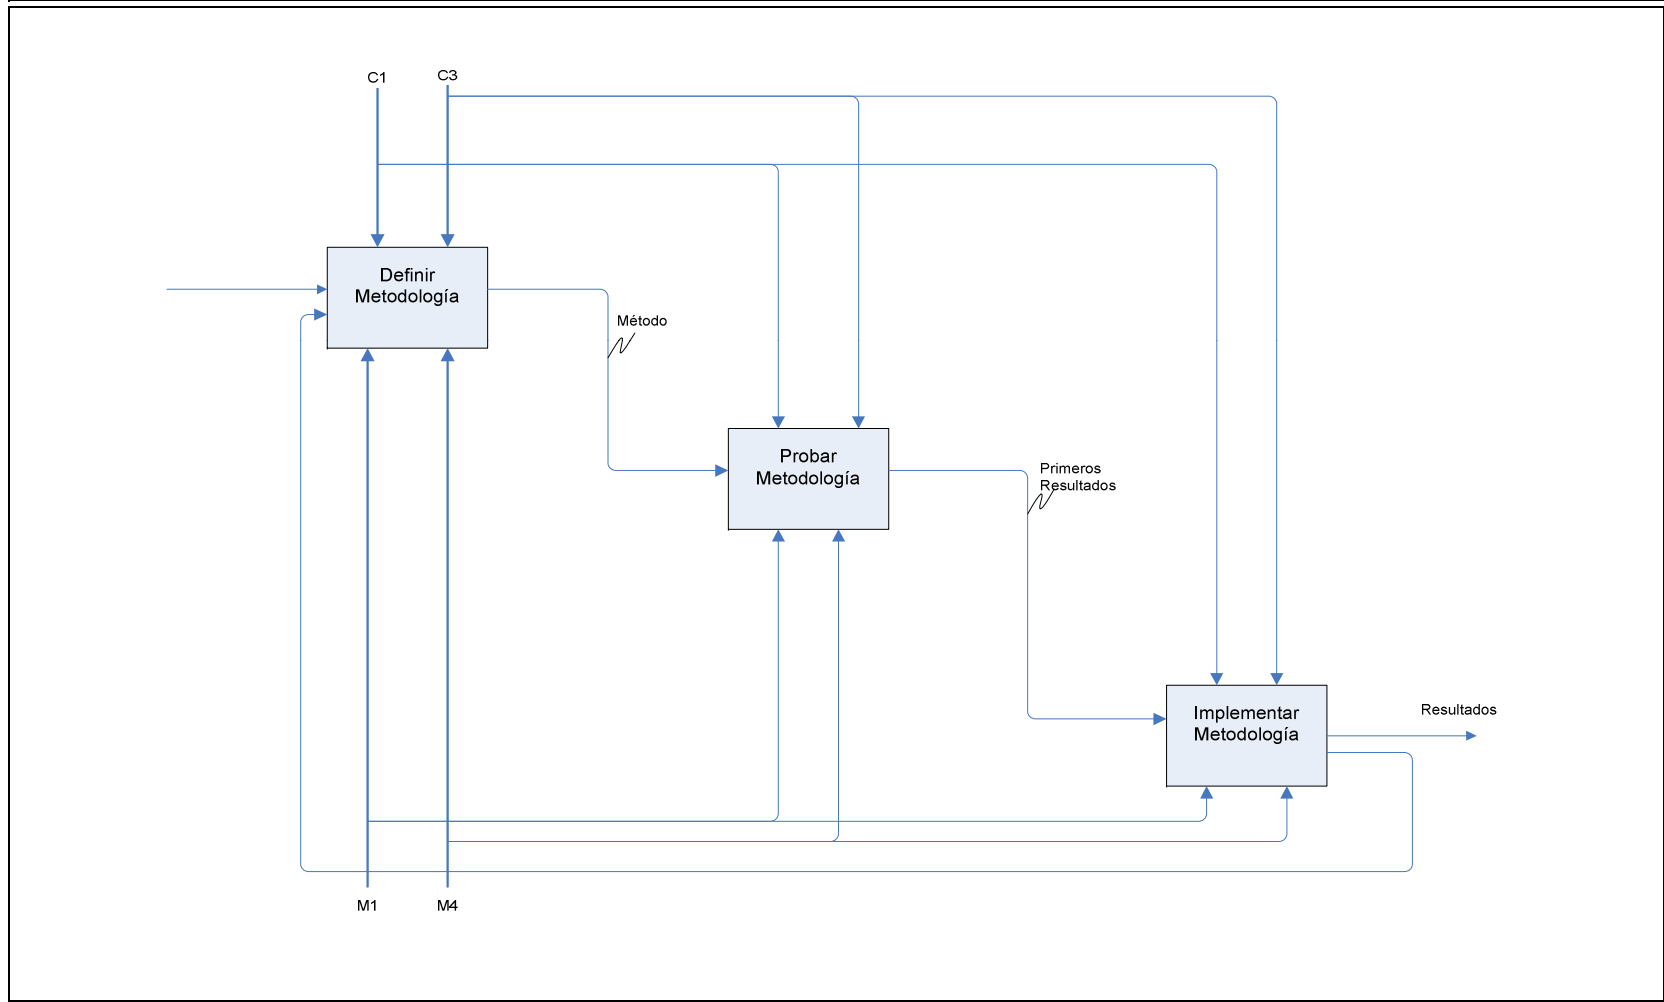 C1
C3
Definir
Metodología
Método
Probar
Metodología
Primeros
Resultados
Implementar
Metodología
Resultados
M1
M4